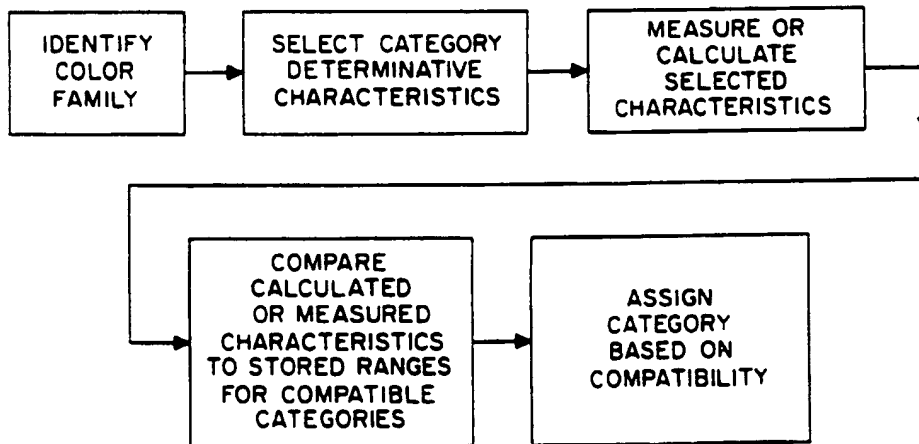 IDENTIFY
COLOR
FAMILY
SELECT CATEGORY
DETERMINATIVE
CHARACTERISTICS
MEASURE OR
CALCULATE
SELECTED
CHARACTERISTICS
COMPARE
CALCULATED
OR MEASURED
CHARACTERISTICS
TO STORED RANGES
FOR COMPATIBLE
CATEGORIES
ASSIGN
CATEGORY
BASED ON
COMPATIBILITY